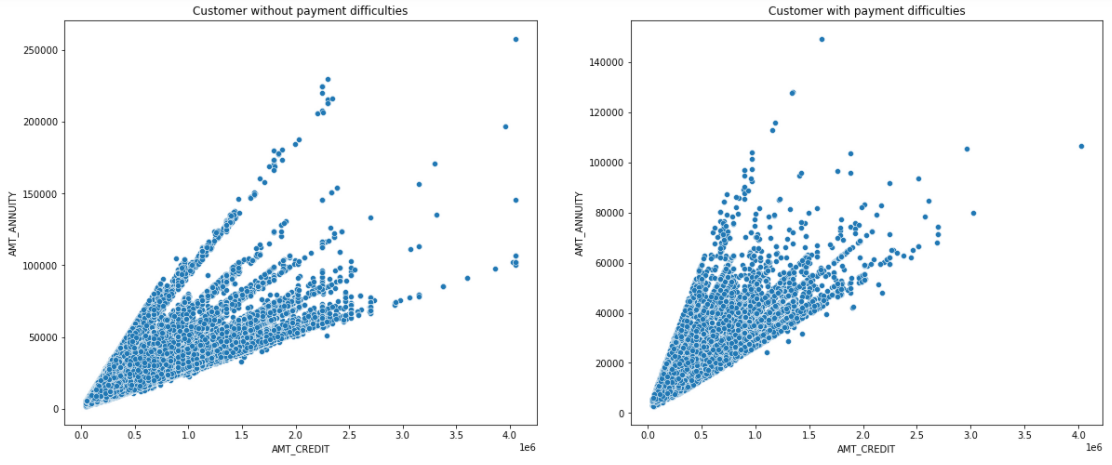 Customer without payment difficulties
250000
200000
150000
100000
50000
0
AMT_ANNUITY
0.0 0.5 1.0 1.5 2.0 2.5 3.0 3.5 4.0
1e6
AMT_CREDIT
Customer with payment difficulties
140000
120000
100000
80000
60000
40000
20000
0
AMT_ANNUITY
0.0 0.5 1.0 1.5 2.0 2.5 3.0 3.5 4.0
1e6
AMT_CREDIT